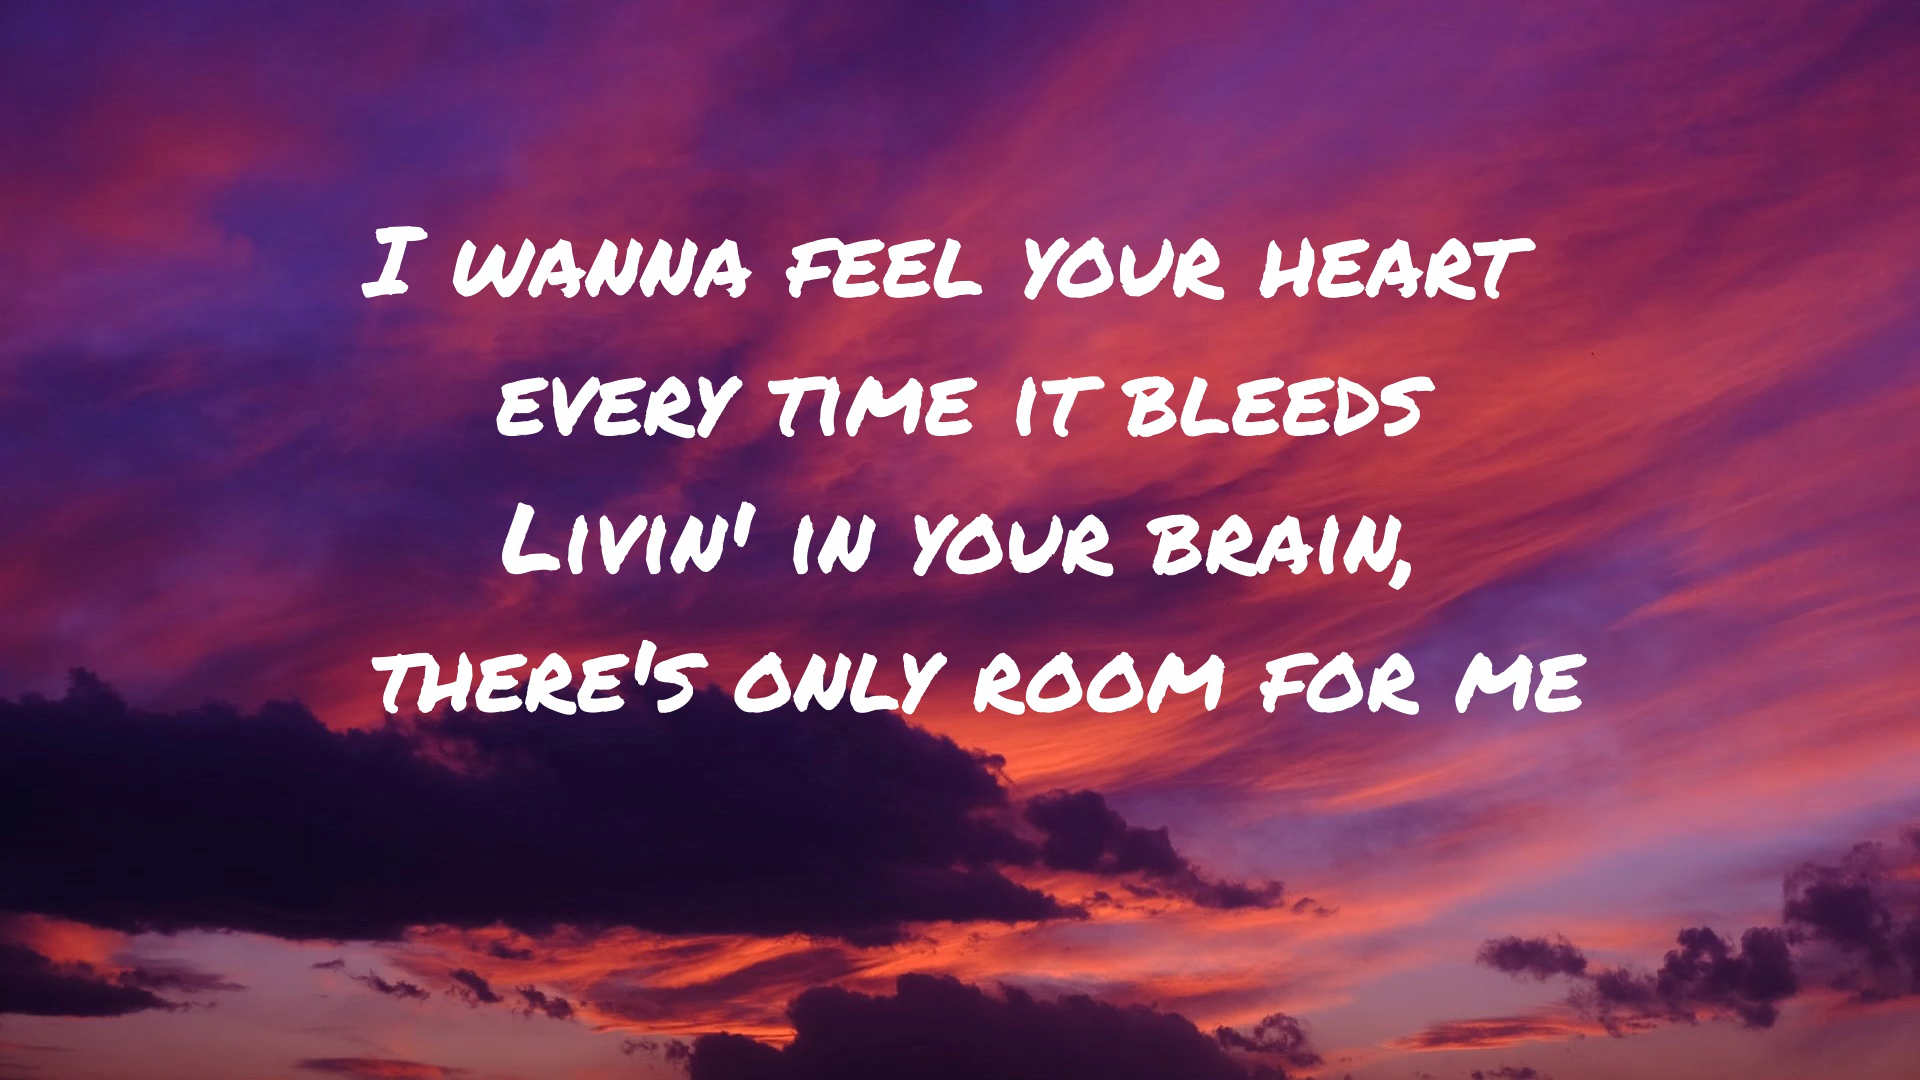 I wanna feel your heart
every time it bleeds
Livin' in your brain,
there's only room for me